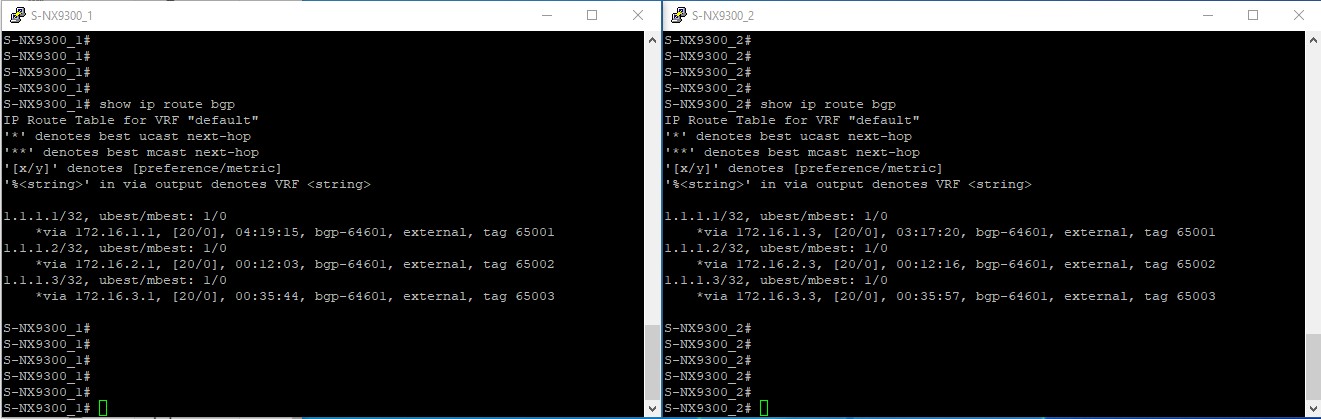 S-NX9300_1
S-NX9300_1#
S-NX9300_1#
S-NX9300_1#
S-NX9300_1#
S-NX9300_1# show ip route bgp
IP Route Table for VRF "default"
'*' denotes best ucast next-hop
'**' denotes best mcast next-hop
'[x/y]' denotes [preference/metric]
'%<string>' in via output denotes VRF <string>

1.1.1.1/32, ubest/mbest: 1/0
    *via 172.16.1.1, [20/0], 04:19:15, bgp-64601, external, tag 65001
1.1.1.2/32, ubest/mbest: 1/0
    *via 172.16.2.1, [20/0], 00:12:03, bgp-64601, external, tag 65002
1.1.1.3/32, ubest/mbest: 1/0
    *via 172.16.3.1, [20/0], 00:35:44, bgp-64601, external, tag 65003

S-NX9300_1#
S-NX9300_1#
S-NX9300_1#
S-NX9300_1#
S-NX9300_1#
S-NX9300_1#
S-NX9300_2
S-NX9300_2#
S-NX9300_2#
S-NX9300_2#
S-NX9300_2#
S-NX9300_2# show ip route bgp
IP Route Table for VRF "default"
'*' denotes best ucast next-hop
'**' denotes best mcast next-hop
'[x/y]' denotes [preference/metric]
'%<string>' in via output denotes VRF <string>

1.1.1.1/32, ubest/mbest: 1/0
    *via 172.16.1.3, [20/0], 03:17:20, bgp-64601, external, tag 65001
1.1.1.2/32, ubest/mbest: 1/0
    *via 172.16.2.3, [20/0], 00:12:16, bgp-64601, external, tag 65002
1.1.1.3/32, ubest/mbest: 1/0
    *via 172.16.3.3, [20/0], 00:35:57, bgp-64601, external, tag 65003

S-NX9300_2#
S-NX9300_2#
S-NX9300_2#
S-NX9300_2#
S-NX9300_2#
S-NX9300_2#